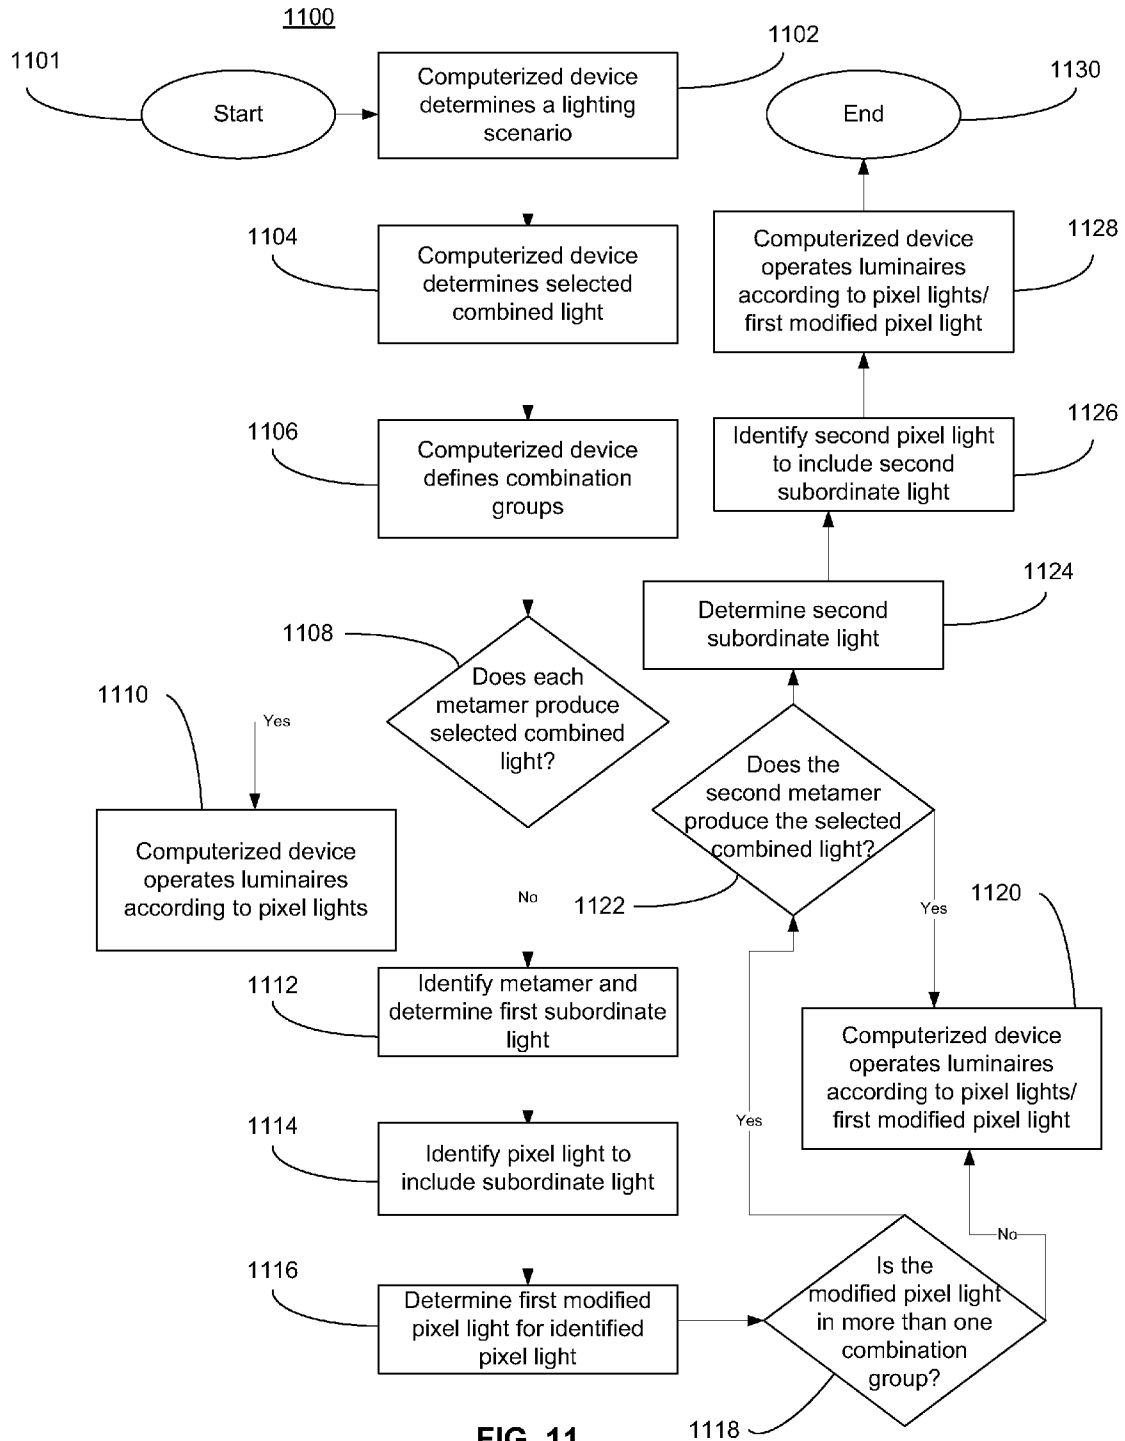 1100
1101
Start
1102
Computerized device
determines a lighting
scenario
End
1130
1104
Computerized device
determines selected
combined light
Computerized device
operates luminaires
according to pixel lights/
first modified pixel light
1128
1106
Computerized device
defines combination
groups
Identify second pixel light
to include second
subordinate light
1126
1108
Does each
metamer produce
selected combined
light?
Determine second
subordinate light
1124
1110
Yes
Computerized device
operates luminaires
according to pixel lights
Does the
second metamer
produce the selected
combined light?
1122
No
Yes
1120
1112
Identify metamer and
determine first subordinate
light
Computerized device
operates luminaires
according to pixel lights/
first modified pixel light
1114
Identify pixel light to
include subordinate light
Yes
No
1116
Determine first modified
pixel light for identified
pixel light
Is the
modified pixel light
in more than one
combination
group?
1118
FIG. 11